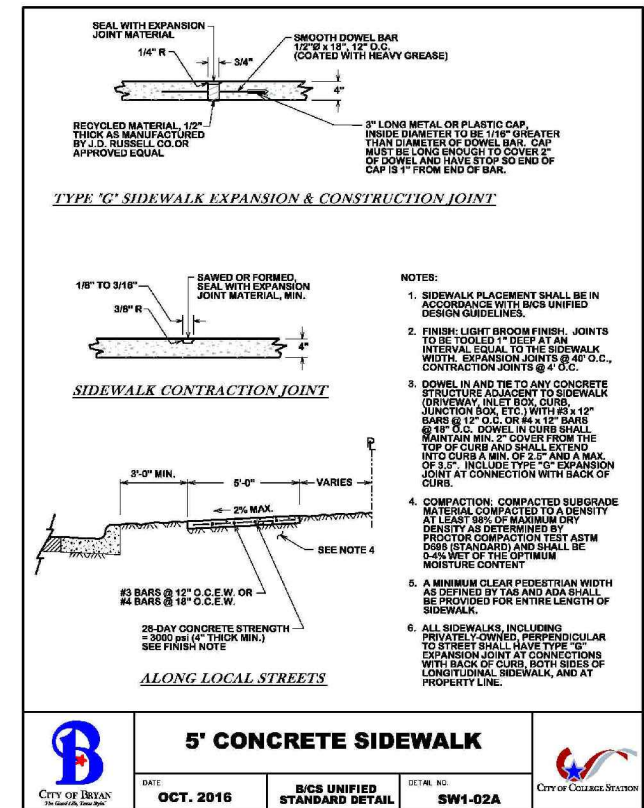 SEAL WITH EXPANSION
JOINT MATERIAL
1/4" R
3/4"
SMOOTH DOWEL BAR
1/2"Ø x 18", 12" O.C.
(COATED WITH HEAVY GREASE)
4"
RECYCLED MATERIAL, 1/2"
THICK AS MANUFACTURED
BY J.D. RUSSELL CO.OR
APPROVED EQUAL
3" LONG METAL OR PLASTIC CAP,
INSIDE DIAMETER TO BE 1/16" GREATER
THAN DIAMETER OF DOWEL BAR. CAP
MUST BE LONG ENOUGH TO COVER 2"
OF DOWEL AND HAVE STOP SO END OF
CAP IS 1" FROM END OF BAR.
TYPE "G" SIDEWALK EXPANSION & CONSTRUCTION JOINT
1/8" TO 3/16"
3/8" R
SAWED OR FORMED,
SEAL WITH EXPANSION
JOINT MATERIAL, MIN.
4"
SIDEWALK CONTRACTION JOINT
3'-0" MIN.
5'-0"
VARIES
2% MAX.
SEE NOTE 4
#3 BARS @ 12" O.C.E.W. OR
#4 BARS @ 18" O.C.E.W.
28-DAY CONCRETE STRENGTH
= 3000 psi (4" THICK MIN.)
SEE FINISH NOTE
ALONG LOCAL STREETS
NOTES:
1. SIDEWALK PLACEMENT SHALL BE IN
ACCORDANCE WITH B/CS UNIFIED
DESIGN GUIDELINES.
2. FINISH: LIGHT BROOM FINISH. JOINTS
TO BE TOOLED 1" DEEP AT AN
INTERVAL EQUAL TO THE SIDEWALK
WIDTH. EXPANSION JOINTS @ 40' O.C.,
CONTRACTION JOINTS @ 4' O.C.
3. DOWEL IN AND TIE TO ANY CONCRETE
STRUCTURE ADJACENT TO SIDEWALK
(DRIVEWAY, INLET BOX, CURB,
JUNCTION BOX, ETC.) WITH #3 x 12"
BARS @ 12" O.C. OR #4 x 12" BARS
@ 18" O.C. DOWEL IN CURB SHALL
MAINTAIN MIN. 2" COVER FROM THE
TOP OF CURB AND SHALL EXTEND
INTO CURB A MIN. OF 2.5" AND A MAX.
OF 3.5". INCLUDE TYPE "G" EXPANSION
JOINT AT CONNECTION WITH BACK OF
CURB.
4. COMPACTION: COMPACTED SUBGRADE
MATERIAL COMPACTED TO A DENSITY
AT LEAST 98% OF MAXIMUM DRY
DENSITY AS DETERMINED BY
PROCTOR COMPACTION TEST ASTM
D698 (STANDARD) AND SHALL BE
0-4% WET OF THE OPTIMUM
MOISTURE CONTENT
5. A MINIMUM CLEAR PEDESTRIAN WIDTH
AS DEFINED BY TAS AND ADA SHALL
BE PROVIDED FOR ENTIRE LENGTH OF
SIDEWALK.
6. ALL SIDEWALKS, INCLUDING
PRIVATELY-OWNED, PERPENDICULAR
TO STREET SHALL HAVE TYPE "G"
EXPANSION JOINT AT CONNECTIONS
WITH BACK OF CURB, BOTH SIDES OF
LONGITUDINAL SIDEWALK, AND AT
PROPERTY LINE.
B
CITY OF BRYAN
The Good Life, Texas Style.
5' CONCRETE SIDEWALK
DATE
OCT. 2016
B/CS UNIFIED
STANDARD DETAIL
DETAIL NO.
SW1-02A
CITY OF COLLEGE STATION